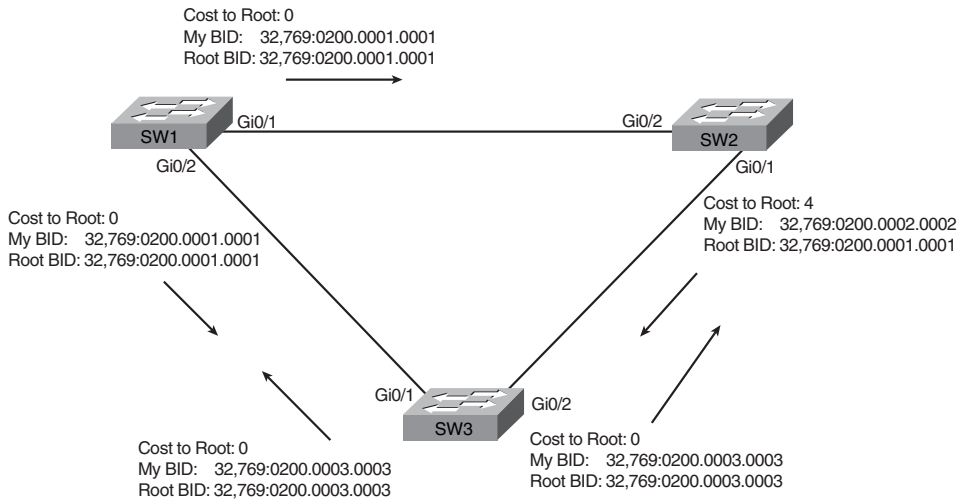 Cost to Root: 0
My BID: 32,769:0200.0001.0001
Root BID: 32,769:0200.0001.0001
SW1
Gi0/1
Gi0/2
SW2
Gi0/2
Gi0/1
Cost to Root: 0
My BID: 32,769:0200.0001.0001
Root BID: 32,769:0200.0001.0001
Cost to Root: 4
My BID: 32,769:0200.0002.0002
Root BID: 32,769:0200.0001.0001
Gi0/1
SW3
Gi0/2
Cost to Root: 0
My BID: 32,769:0200.0003.0003
Root BID: 32,769:0200.0003.0003
Cost to Root: 0
My BID: 32,769:0200.0003.0003
Root BID: 32,769:0200.0003.0003